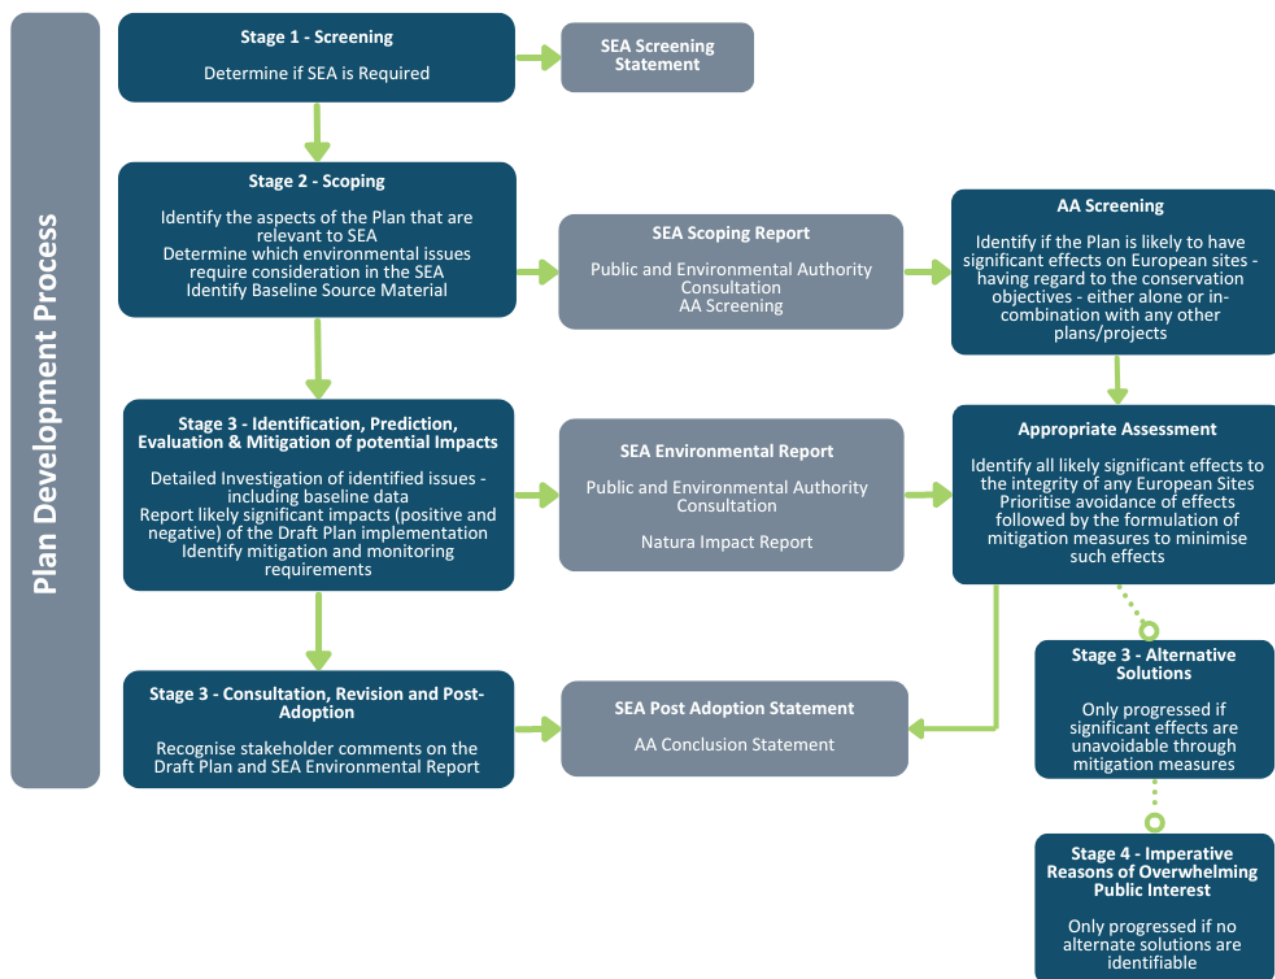 Plan Development Process
Stage 1 - Screening
Determine if SEA is Required
SEA Screening
Statement
Stage 2 - Scoping
Identify the aspects of the Plan that are
relevant to SEA
Determine which environmental issues
require consideration in the SEA
Identify Baseline Source Material
SEA Scoping Report
Public and Environmental Authority
Consultation
AA Screening
AA Screening
Identify if the Plan is likely to have
significant effects on European sites -
having regard to the conservation
objectives - either alone or in-
combination with any other
plans/projects
Stage 3 - Identification, Prediction,
Evaluation & Mitigation of potential Impacts
Detailed Investigation of identified issues -
including baseline data
Report likely significant impacts (positive and
negative) of the Draft Plan implementation
Identify mitigation and monitoring
requirements
SEA Environmental Report
Public and Environmental Authority
Consultation
Natura Impact Report
Appropriate Assessment
Identify all likely significant effects to
the integrity of any European Sites
Prioritise avoidance of effects
followed by the formulation of
mitigation measures to minimise
such effects
Stage 3 - Consultation, Revision and Post-
Adoption
Recognise stakeholder comments on the
Draft Plan and SEA Environmental Report
SEA Post Adoption Statement
AA Conclusion Statement
Stage 3 - Alternative
Solutions
Only progressed if
significant effects are
unavoidable through
mitigation measures
Stage 4 - Imperative
Reasons of Overwhelming
Public Interest
Only progressed if no
alternate solutions are
identifiable